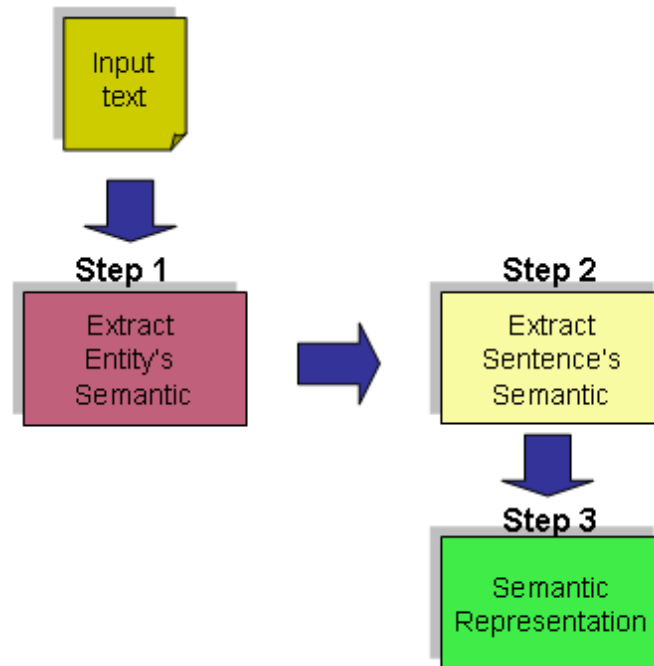 Input
text
Step 1
Extract
Entity's
Semantic
Step 2
Extract
Sentence's
Semantic
Step 3
Semantic
Representation